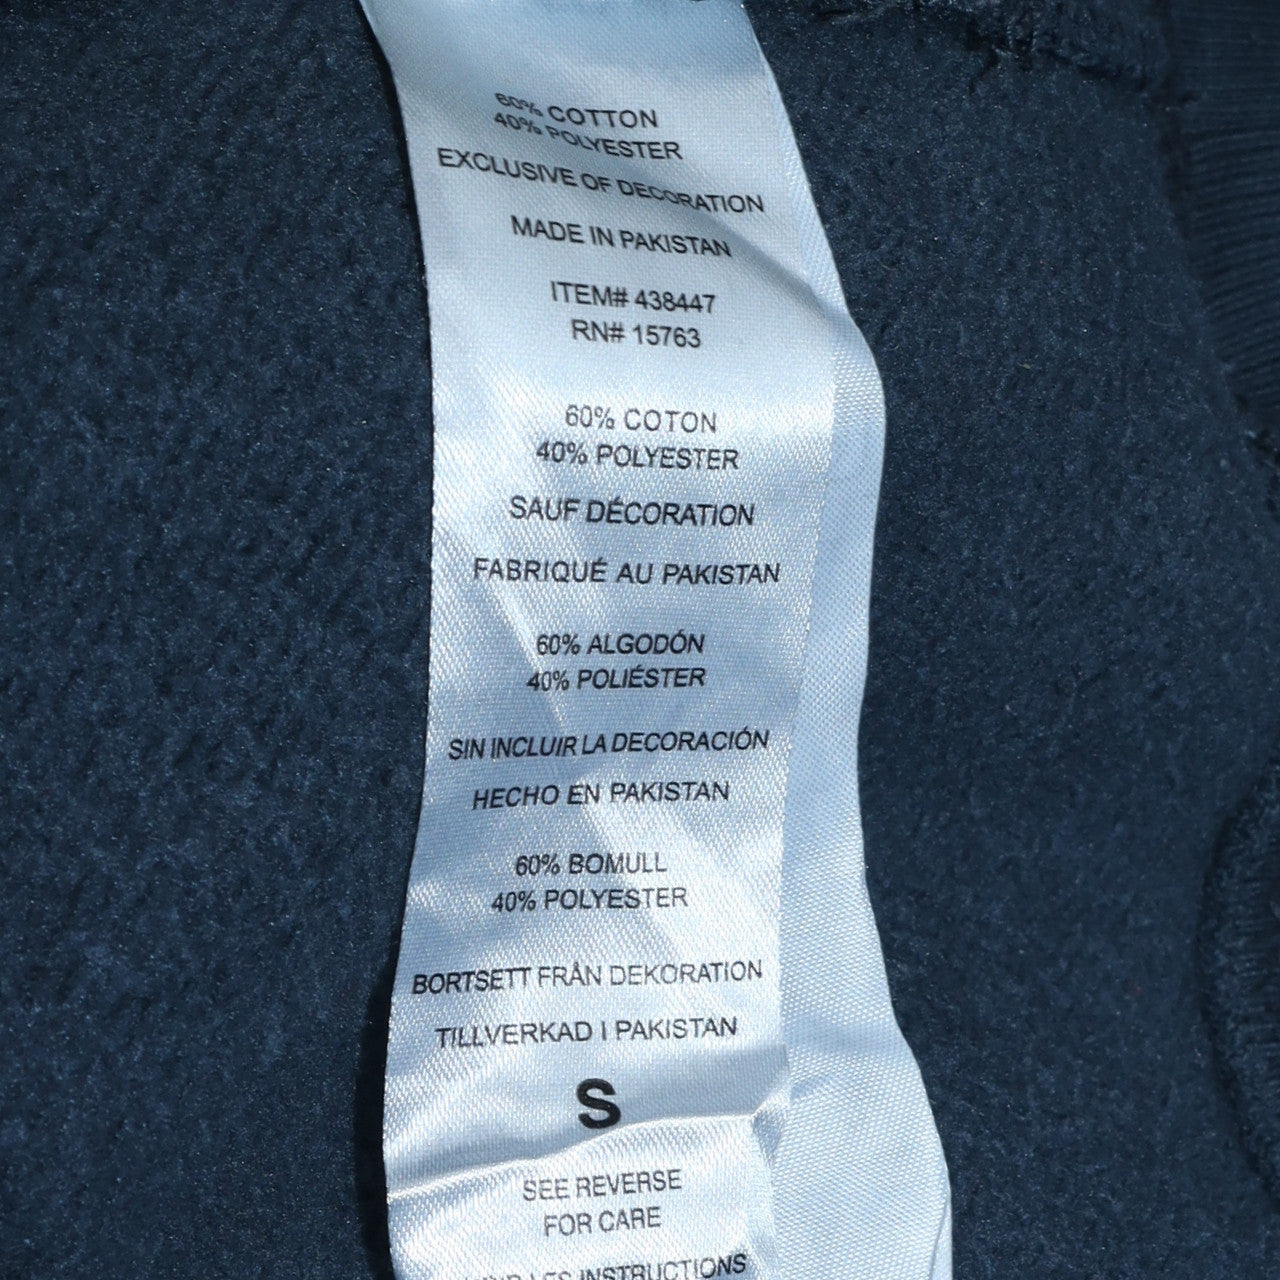 60% COTTON
40% POLYESTER
EXCLUSIVE OF DECORATION
MADE IN PAKISTAN
ITEM# 438447
RN# 15763
60% COTON
40% POLYESTER
SAUF DÉCORATION
FABRIQUÉ AU PAKISTAN
60% ALGODÓN
40% POLIÉSTER
SIN INCLUIR LA DECORACIÓN
HECHO EN PAKISTAN
60% BOMULL
40% POLYESTER
BORTSETT FRÅN DEKORATION
TILLVERKAD I PAKISTAN
S
SEE REVERSE
FOR CARE
LES INSTRUCTIONS